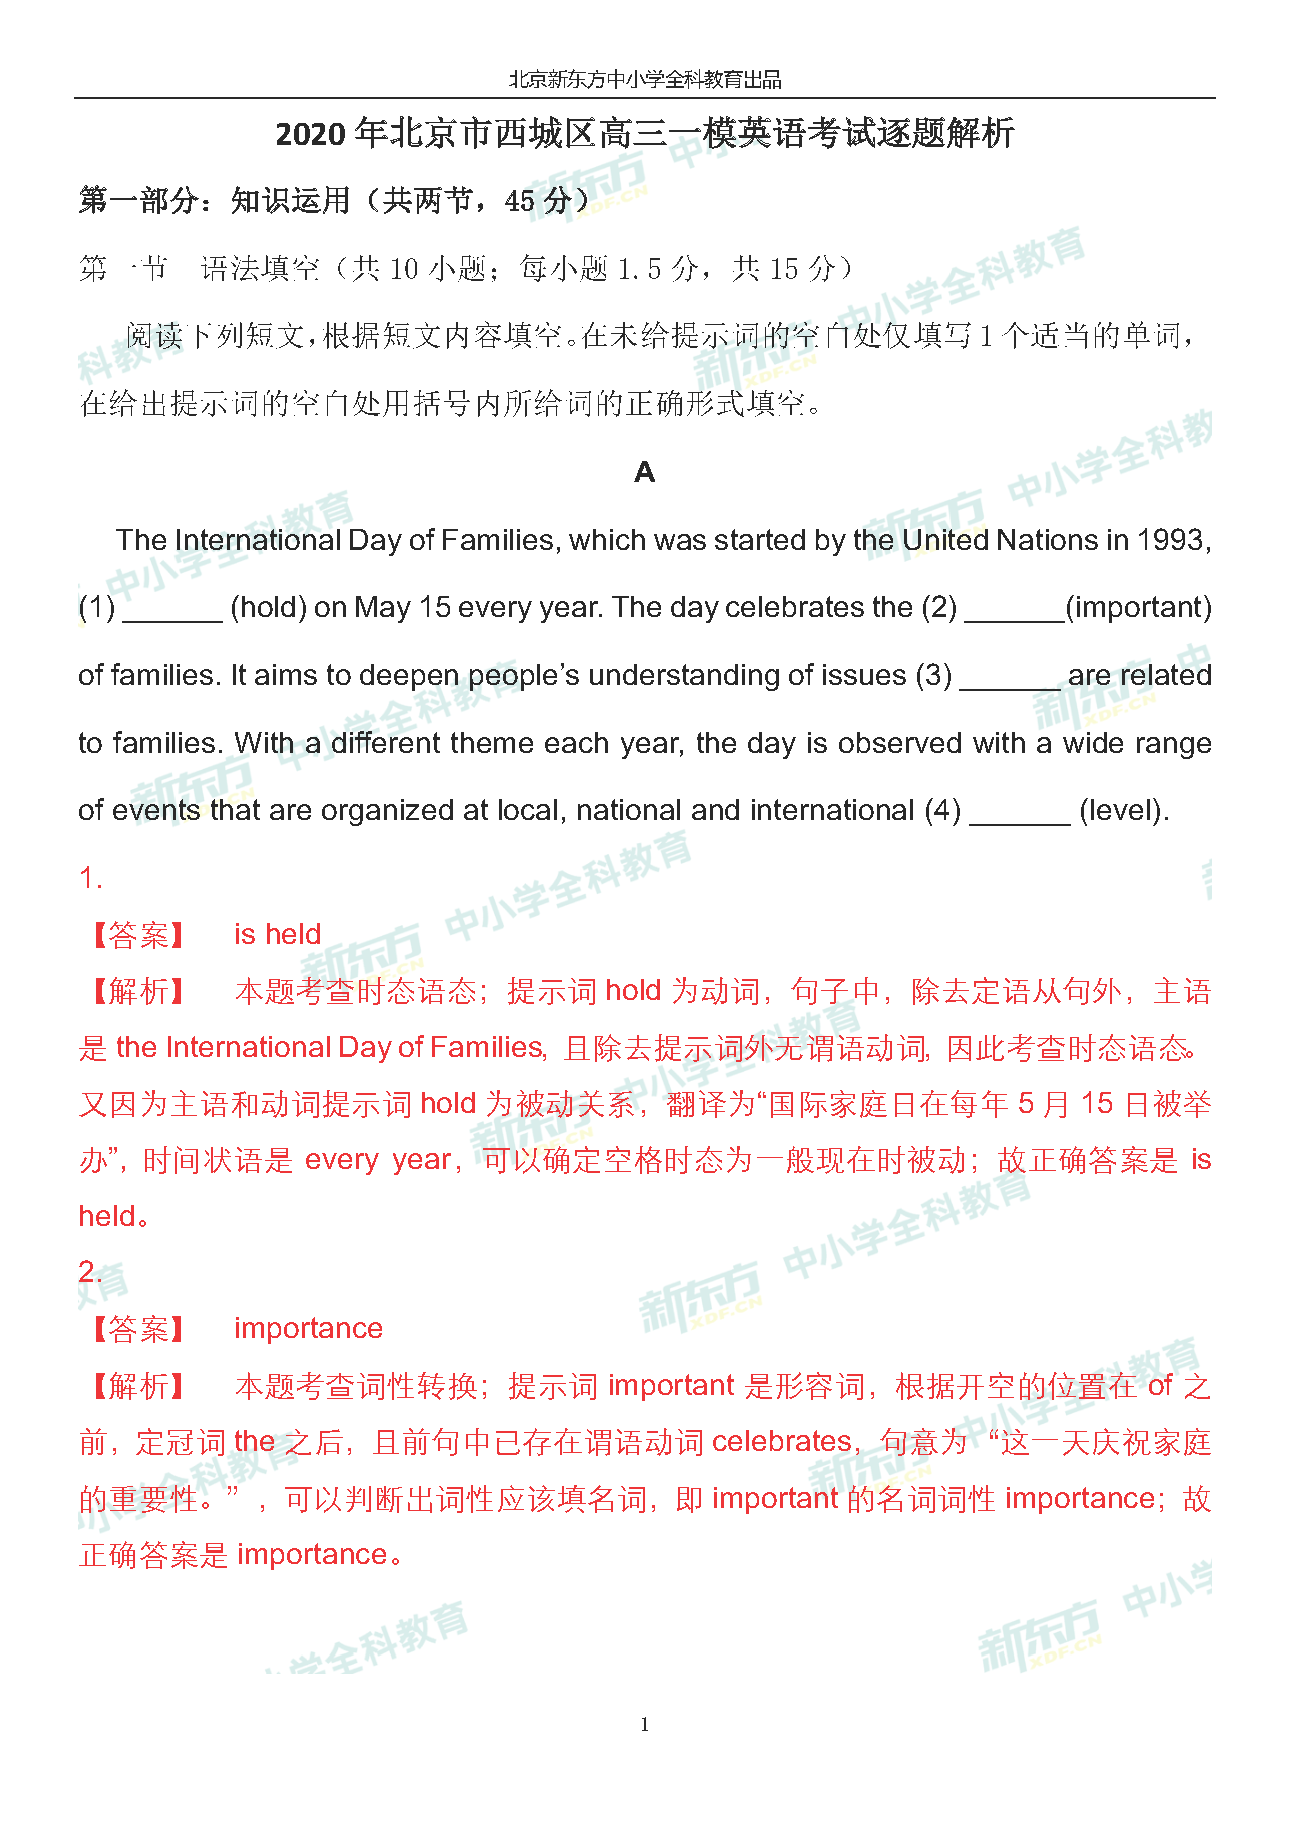 北京新东方中小学全科教育出品
2020 年北京市西城区高三一模英语考试逐题解析
第一部分：知识运用（共两节，45 分）
第一节 语法填空（共 10 小题；每小题 1.5 分，共 15 分）
阅读下列短文，根据短文内容填空。在未给提示词的空白处仅填写 1 个适当的单词，
在给出提示词的空白处用括号内所给词的正确形式填空。
A
The International Day of Families, which was started by the United Nations in 1993,
(1) ______ (hold) on May 15 every year. The day celebrates the (2) ______(important)
of families. It aims to deepen people’s understanding of issues (3) ______ are related
to families. With a different theme each year, the day is observed with a wide range
of events that are organized at local, national and international (4) ______ (level).
1.
【答案】 is held
【解析】 本题考查时态语态；提示词 hold 为动词，句子中，除去定语从句外，主语
是 the International Day of Families，且除去提示词外无谓语动词，因此考查时态语态。
又因为主语和动词提示词 hold 为被动关系，翻译为“国际家庭日在每年 5 月 15 日被举
办”，时间状语是 every year，可以确定空格时态为一般现在时被动；故正确答案是 is
held。
2.
【答案】 importance
【解析】 本题考查词性转换；提示词 important 是形容词，根据开空的位置在 of 之
前，定冠词 the 之后，且前句中已存在谓语动词 celebrates，句意为“这一天庆祝家庭
的重要性。”，可以判断出词性应该填名词，即 important 的名词词性 importance；故
正确答案是 importance。
1